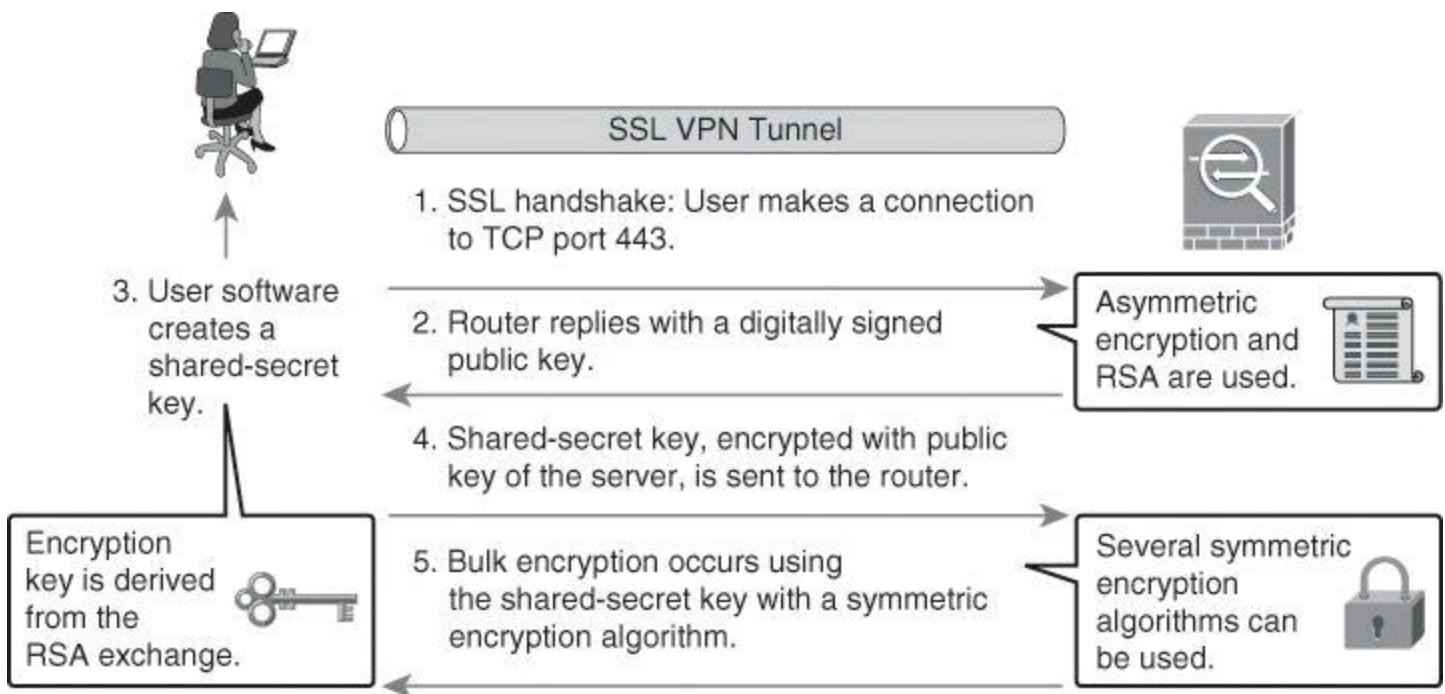 SSL VPN Tunnel
1. SSL handshake: User makes a connection
to TCP port 443.
2. Router replies with a digitally signed
public key.
Asymmetric
encryption and
RSA are used.
3. User software
creates a
shared-secret
key.
4. Shared-secret key, encrypted with public
key of the server, is sent to the router.
Encryption
key is derived
from the
RSA exchange.
5. Bulk encryption occurs using
the shared-secret key with a symmetric
encryption algorithm.
Several symmetric
encryption
algorithms can
be used.